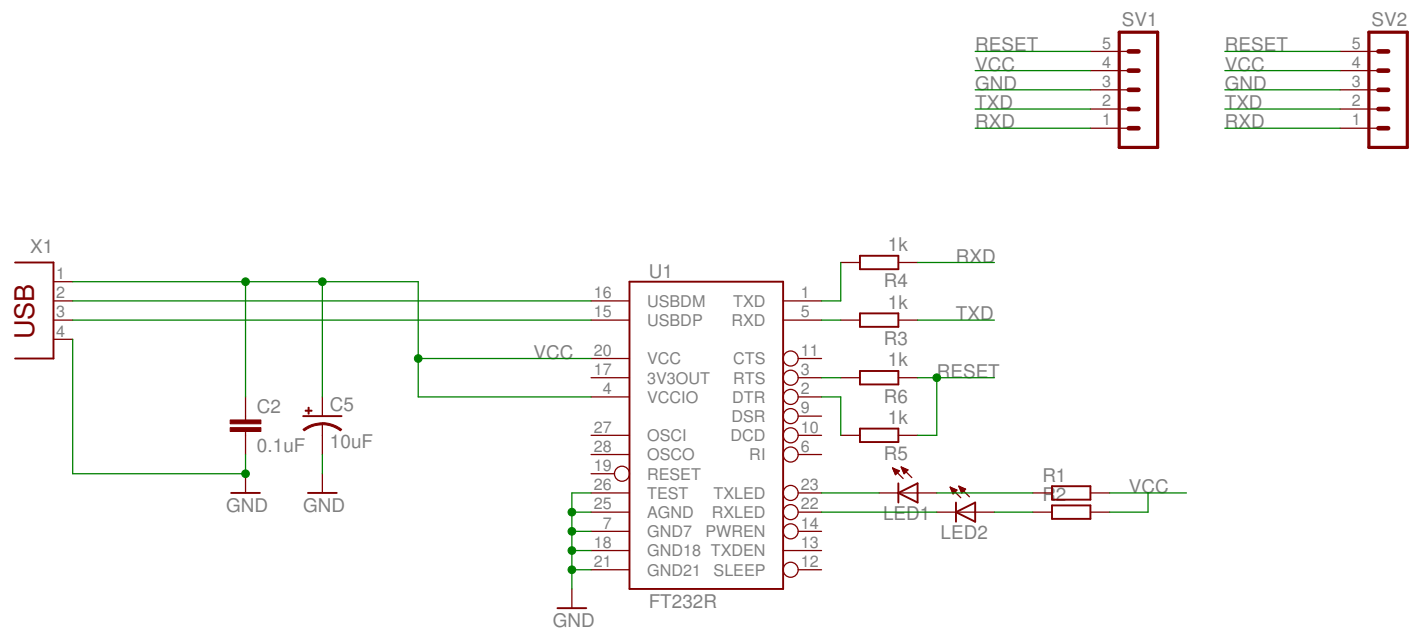 SV1
RESET 5
VCC 4
GND 3
TXD 2
RXD 1
SV2
RESET 5
VCC 4
GND 3
TXD 2
RXD 1
X1
USB
1
2
3
4
C2
0.1uF
GND
C5
+
10uF
GND
U1
16 USBDM TXD 1
15 USBDP RXD 5
VCC 20 VCC CTS 11
17 3V3OUT RTS 3
4 VCCIO DTR 2
DSR 9
27 OSCI DCD 10
28 OSCO RI 6
19 RESET
26 TEST TXLED 23
25 AGND RXLED 22
7 GND7 PWREN 14
18 GND18 TXDEN 13
21 GND21 SLEEP 12
FT232R
GND
1k
RXD
R4
1k
TXD
R3
1k
RESET
R6
1k
R5
LED1
LED2
R1
R2
VCC